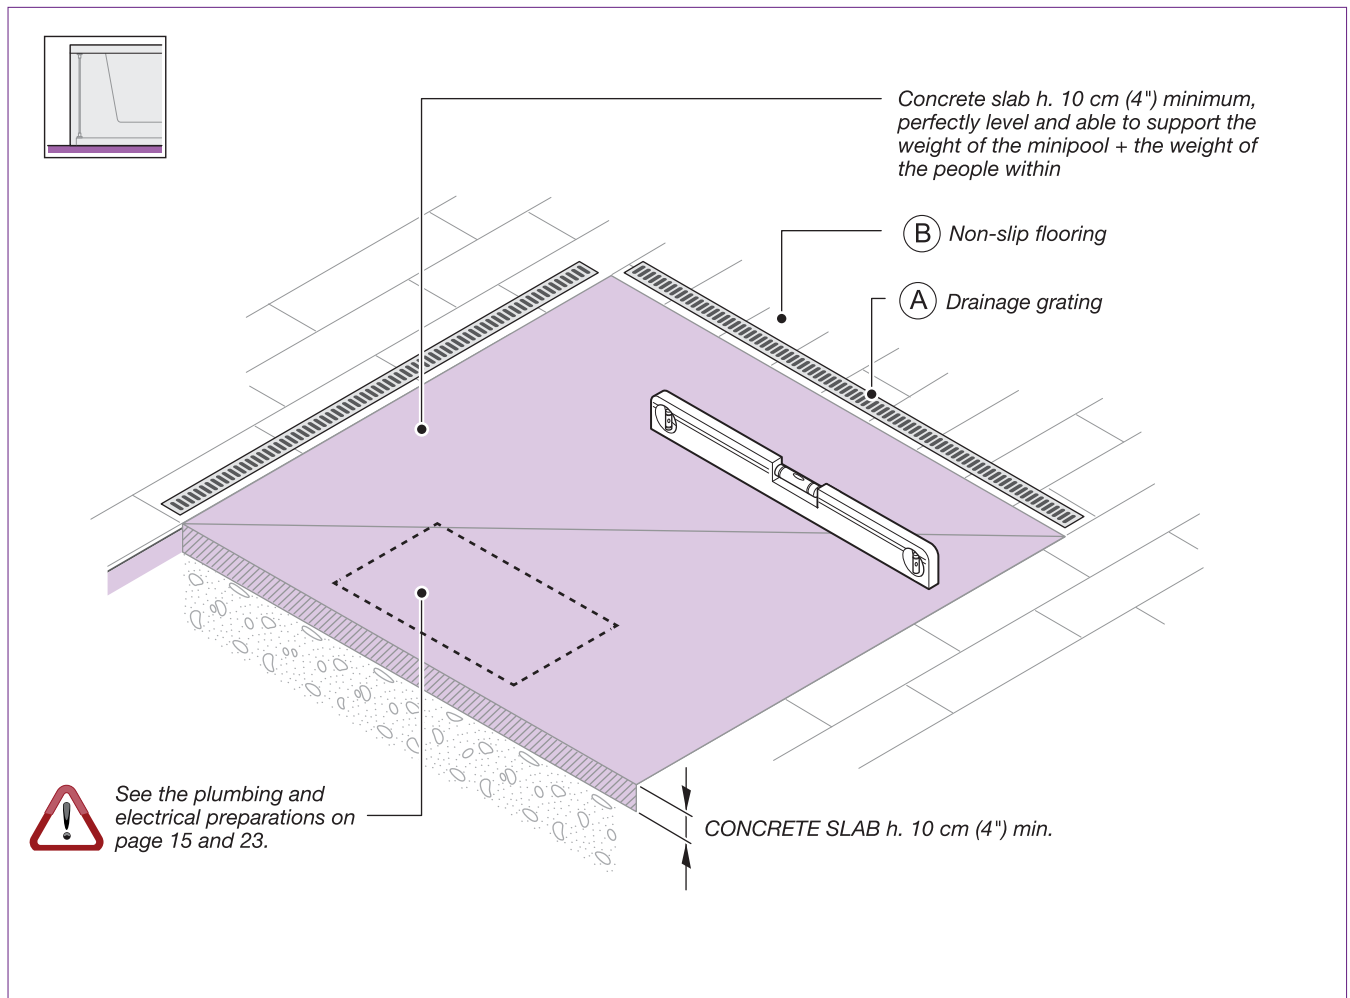 Concrete slab h. 10 cm (4") minimum,
perfectly level and able to support the
weight of the minipool + the weight of
the people within
B Non-slip flooring
A Drainage grating
See the plumbing and
electrical preparations on
page 15 and 23.
CONCRETE SLAB h. 10 cm (4") min.